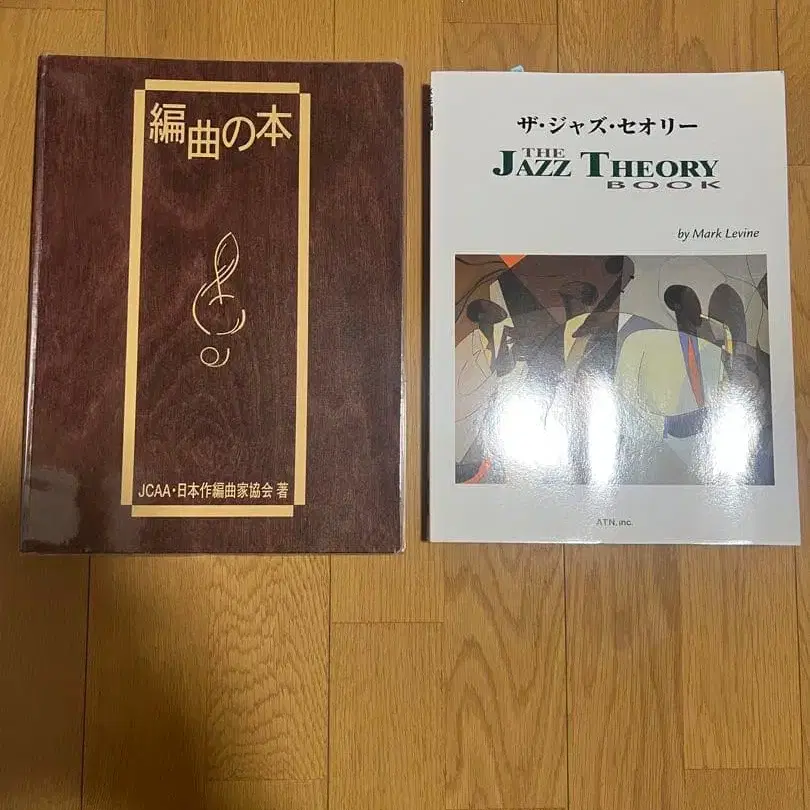 編曲の本
JCAA・日本作編曲家協会 著
ザ・ジャズ・セオリー
THE
JAZZ THEORY
BOOK
by Mark Levine
ATN, inc.